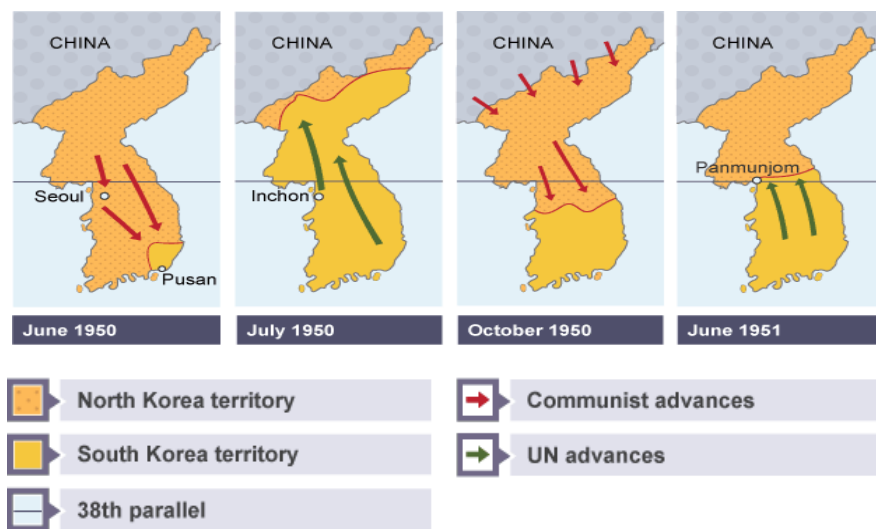 CHINA
Seoul
Pusan
June 1950
CHINA
Inchon
July 1950
CHINA
October 1950
CHINA
Panmunjom
June 1951
North Korea territory
South Korea territory
38th parallel
Communist advances
UN advances